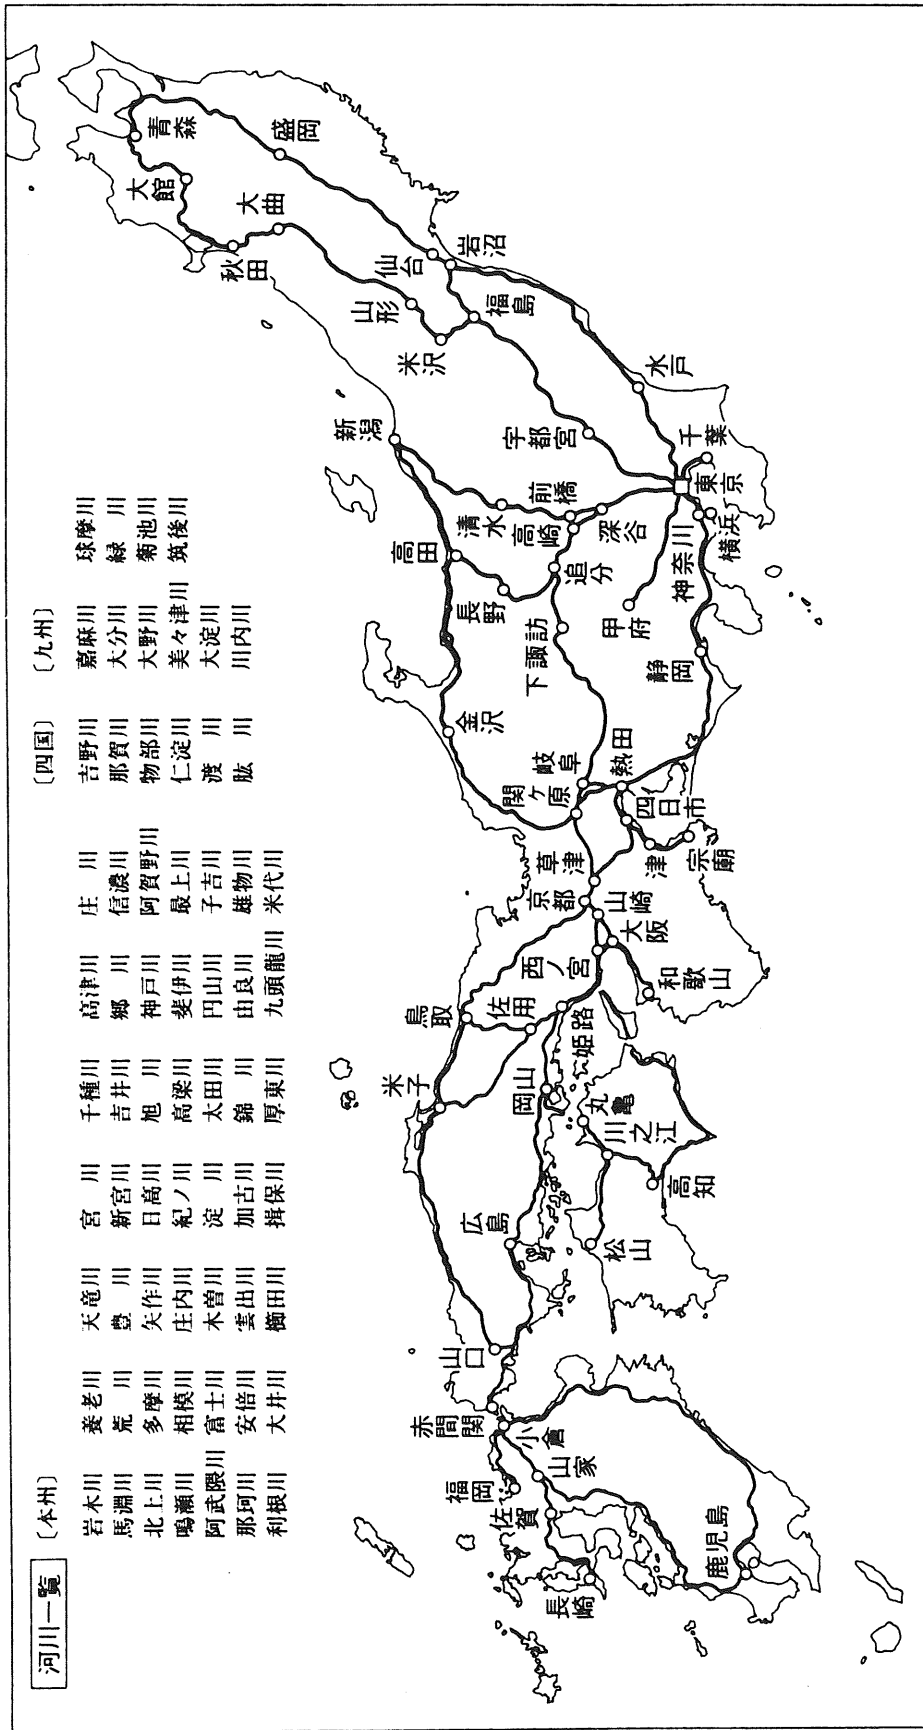 河川一覧
〔本州〕 〔四国〕 〔九州〕
岩木川 養老川 天竜川 宮川 千種川 高津川 庄川 吉野川 嘉麻川 球磨川
馬淵川 荒川 豊川 新宮川 吉井川 郷川 信濃川 那賀川 大分川 緑川
北上川 多摩川 矢作川 日高川 旭川 神戸川 阿賀野川 物部川 大野川 菊池川
鳴瀬川 相模川 庄内川 紀ノ川 高梁川 斐伊川 最上川 仁淀川 美々津川 筑後川
阿武隈川 富士川 木曽川 淀川 太田川 円山川 子吉川 渡川 大淀川
那珂川 安倍川 雲出川 加古川 錦川 由良川 雄物川 肱川 川内川
利根川 大井川 櫛田川 揖保川 厚東川 九頭龍川 米代川
青森
大館
盛岡
大曲
秋田
仙台
岩沼
山形
福島
米沢
新潟
水戸
宇都宮
千葉
東京
前橋
清水
高崎
深谷
横浜
神奈川
高田
追分
長野
甲府
下諏訪
静岡
金沢
岐阜
熱田
関ヶ原
四日市
津
宗廟
草津
京都
山崎
大阪
西ノ宮
和歌山
鳥取
佐用
姫路
米子
岡山
丸亀
川之江
高知
広島
松山
山口
赤間関
小倉
山家
福岡
佐賀
長崎
鹿児島